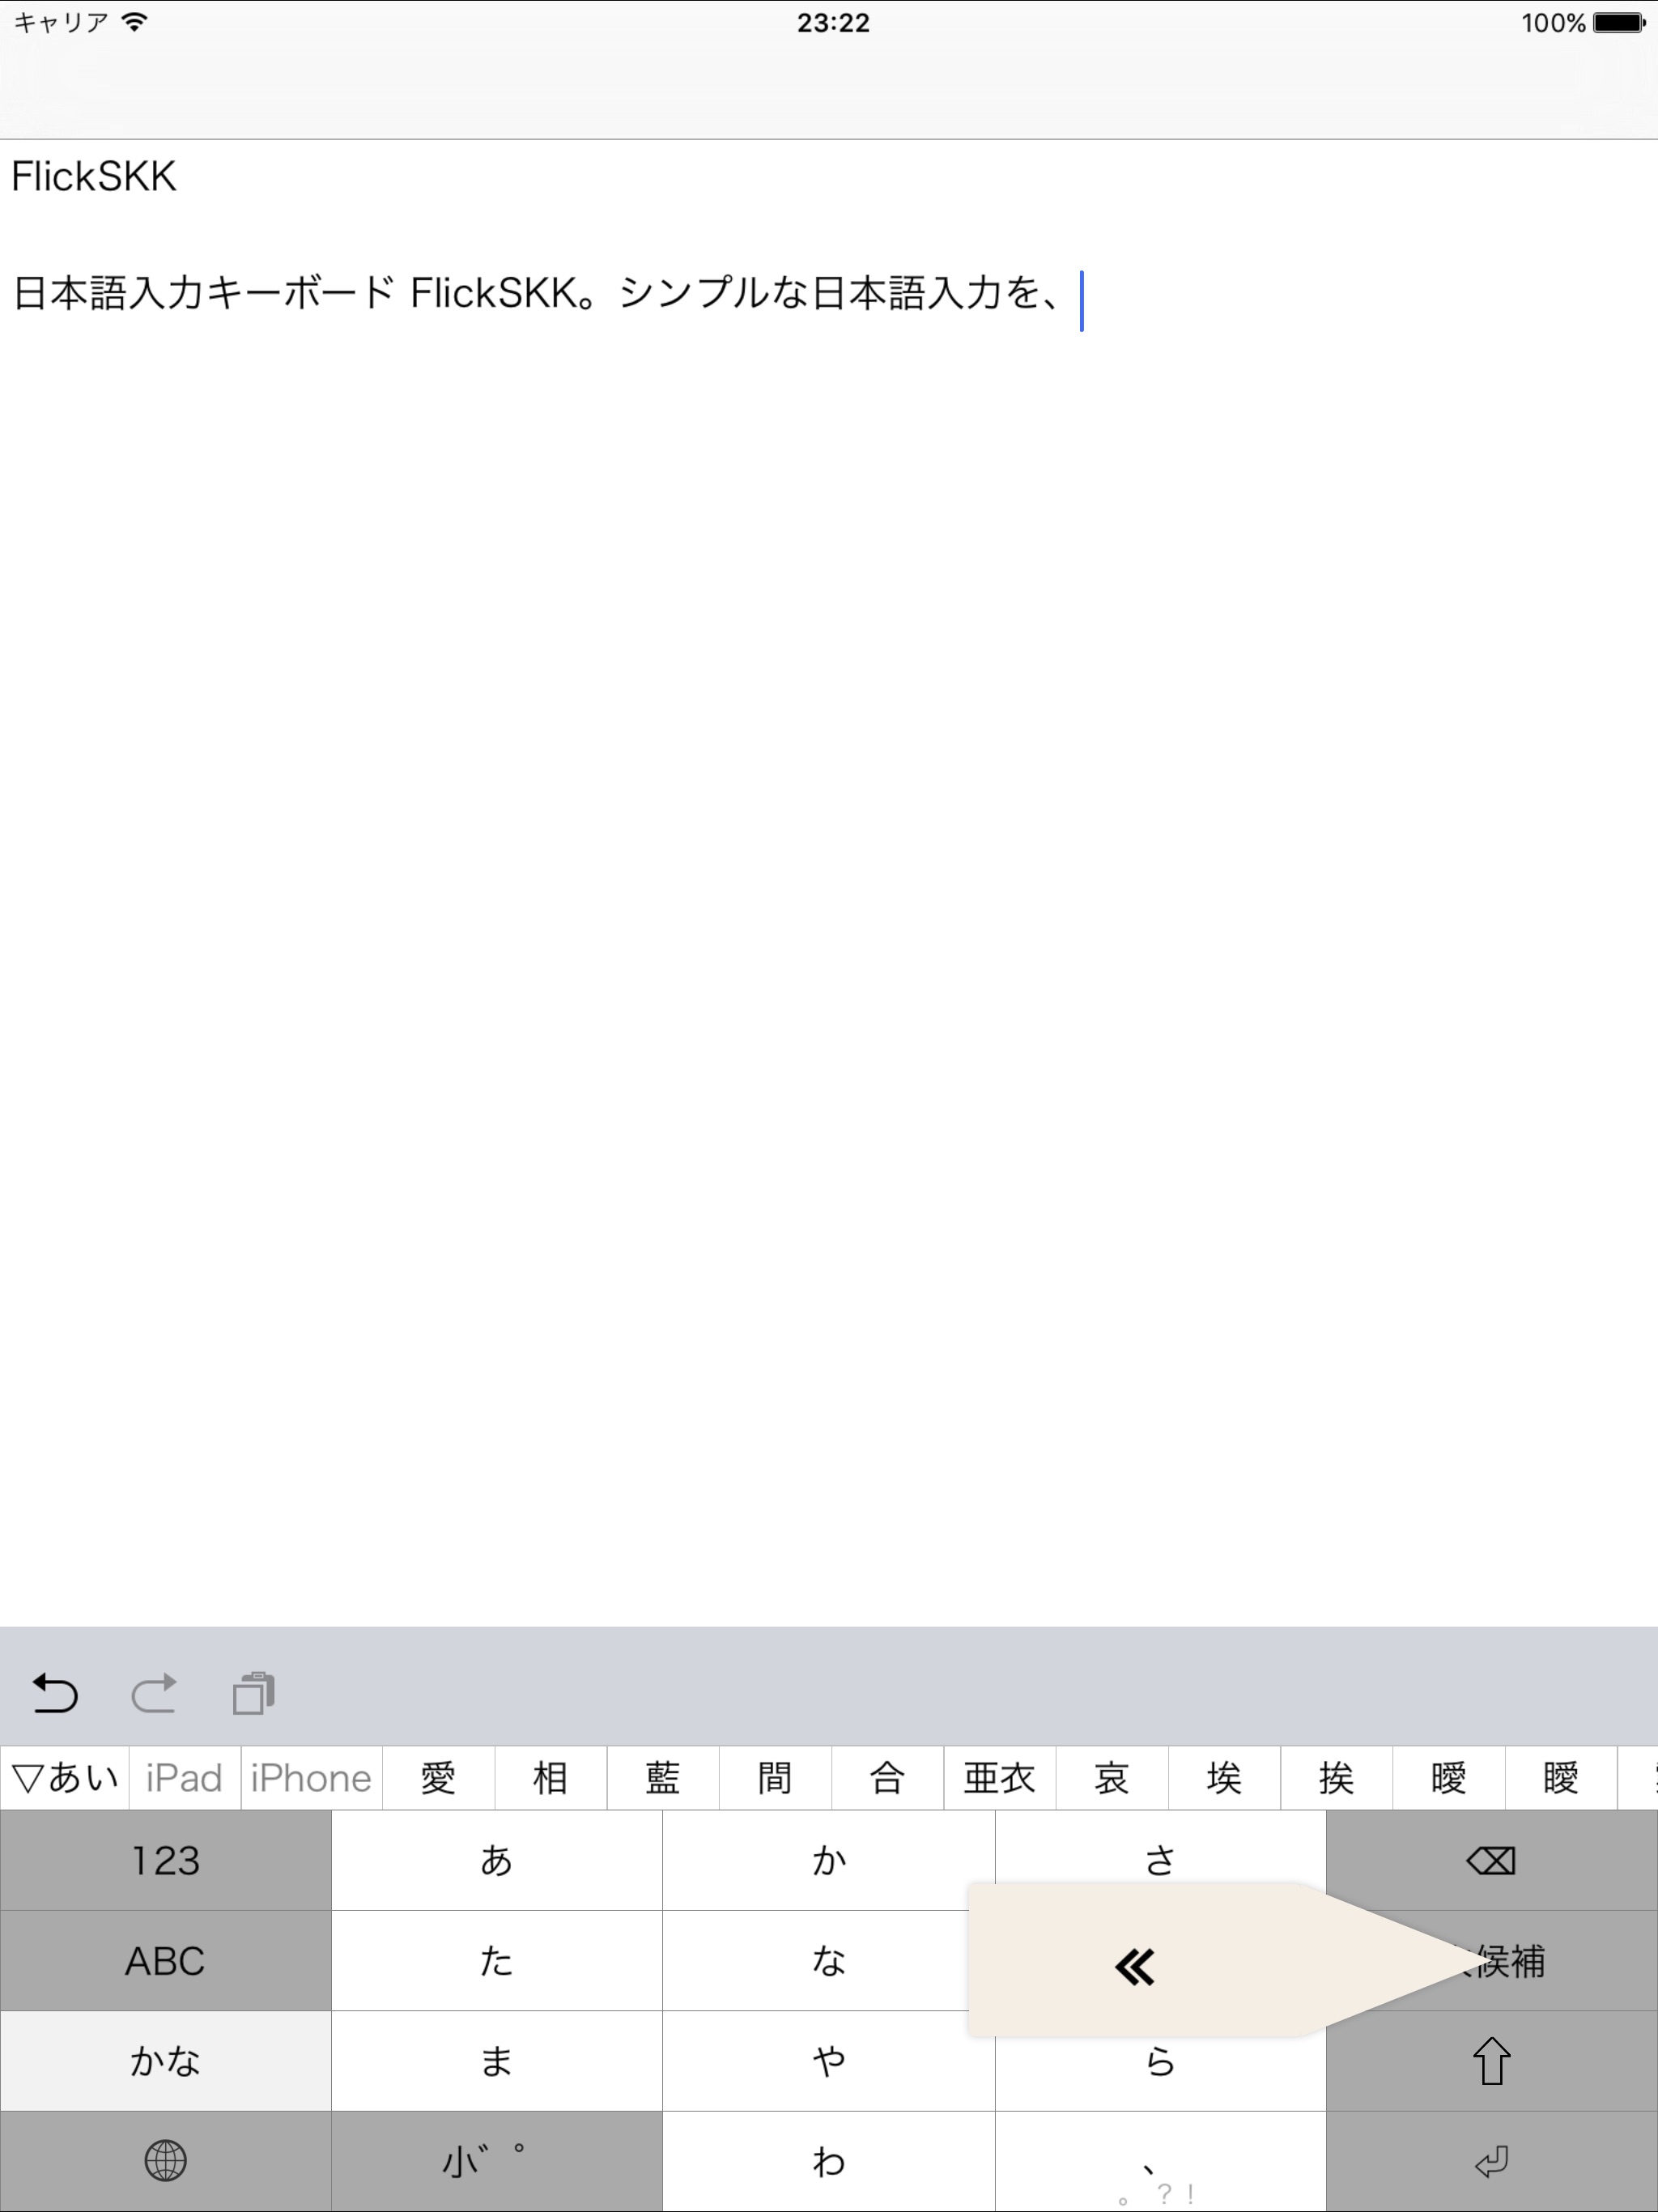 キャリア 23:22 100%
FlickSKK
日本語入力キーボード FlickSKK。シンプルな日本語入力を、
▽あい iPad iPhone 愛 相 藍 間 合 亜衣 哀 埃 挨 曖 瞹
123 あ か さ
ABC た な « 候補
かな ま や ら
小゛゜ わ 、
。?!